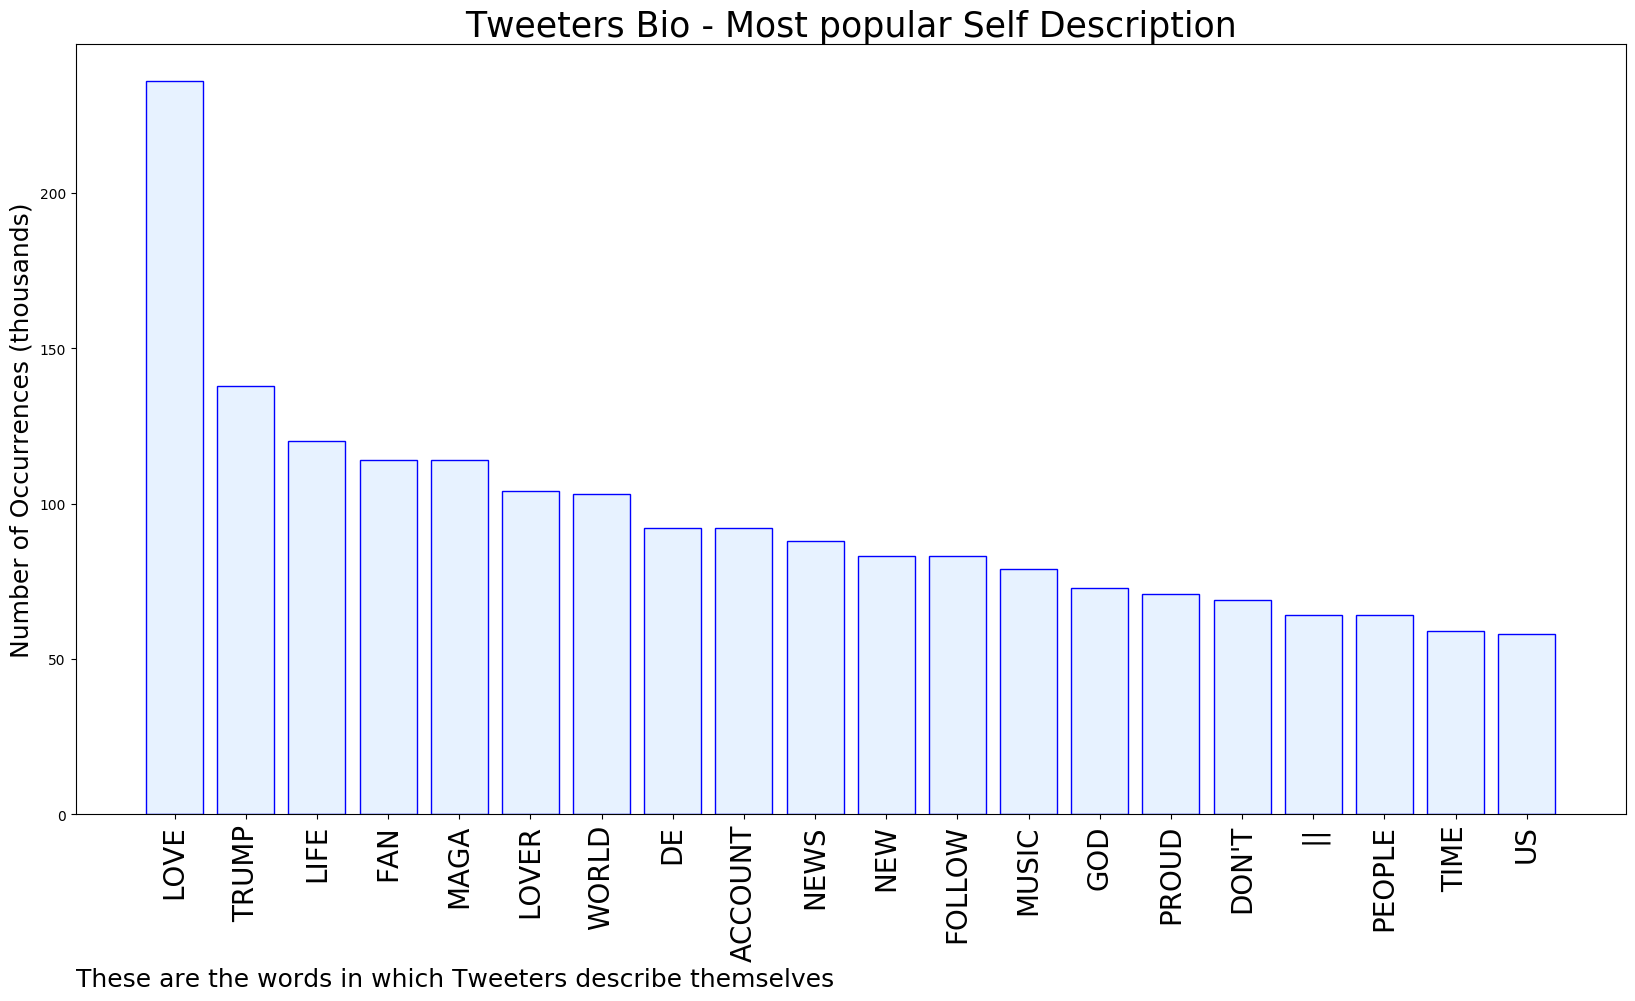 Tweeters Bio - Most popular Self Description
Number of Occurrences (thousands)
200
150
100
50
0
LOVE
TRUMP
LIFE
FAN
MAGA
LOVER
WORLD
DE
ACCOUNT
NEWS
NEW
FOLLOW
MUSIC
GOD
PROUD
DON'T
||
PEOPLE
TIME
US
These are the words in which Tweeters describe themselves